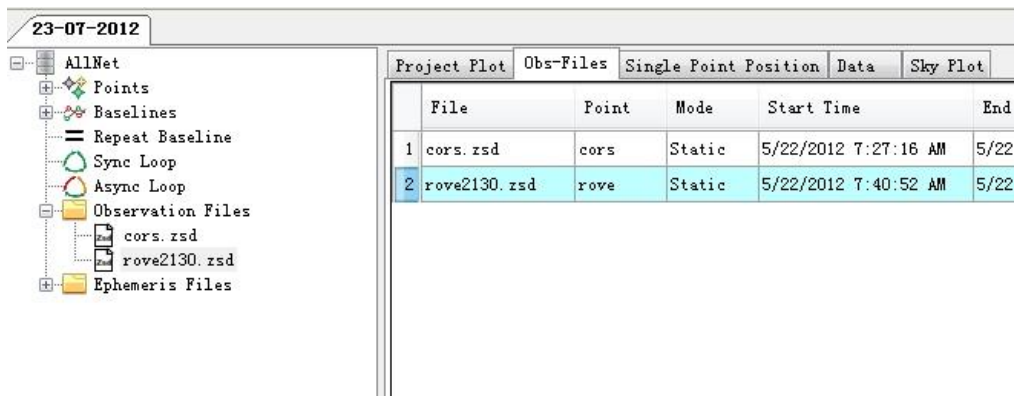 23-07-2012
AllNet
Points
Baselines
Repeat Baseline
Sync Loop
Async Loop
Observation Files
cors.zsd
rove2130.zsd
Ephemeris Files
Project Plot Obs-Files Single Point Position Data Sky Plot
File Point Mode Start Time End
1 cors.zsd cors Static 5/22/2012 7:27:16 AM 5/22
2 rove2130.zsd rove Static 5/22/2012 7:40:52 AM 5/22